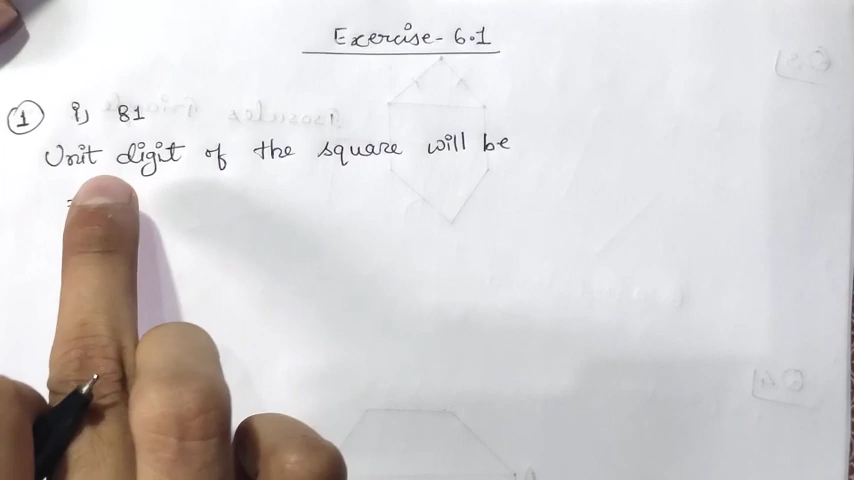 Exercise-6.1
① i) 81
Unit digit of the square will be
=